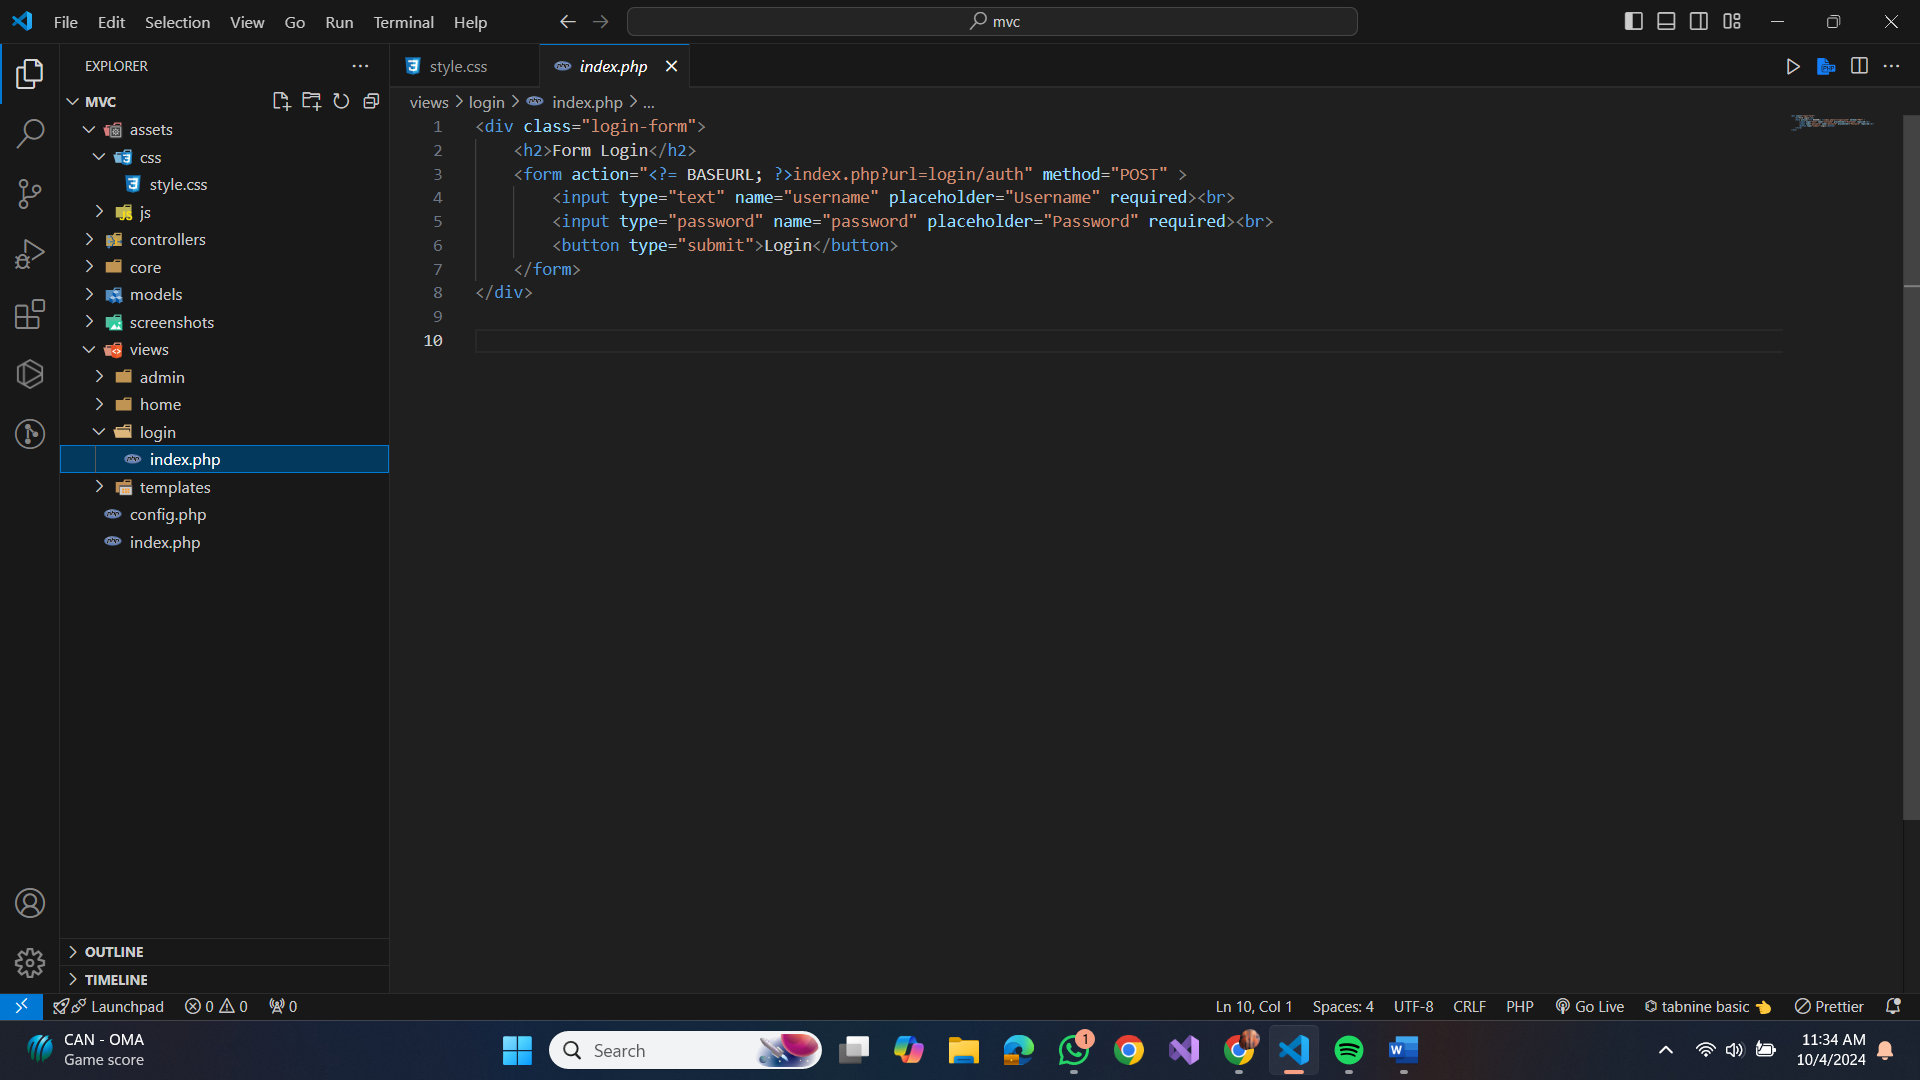 File Edit Selection View Go Run Terminal Help
mvc
EXPLORER
style.css
index.php
MVC
assets
css
style.css
js
controllers
core
models
screenshots
views
admin
home
login
index.php
templates
config.php
index.php
OUTLINE
TIMELINE
views > login > index.php > ...
1 <div class="login-form">
2 <h2>Form Login</h2>
3 <form action="<?= BASEURL; ?>index.php?url=login/auth" method="POST" >
4 <input type="text" name="username" placeholder="Username" required><br>
5 <input type="password" name="password" placeholder="Password" required><br>
6 <button type="submit">Login</button>
7 </form>
8 </div>
9
10
Launchpad 0 0 0
Ln 10, Col 1 Spaces: 4 UTF-8 CRLF PHP Go Live tabnine basic Prettier
CAN - OMA
Game score
Search
1
11:34 AM
10/4/2024